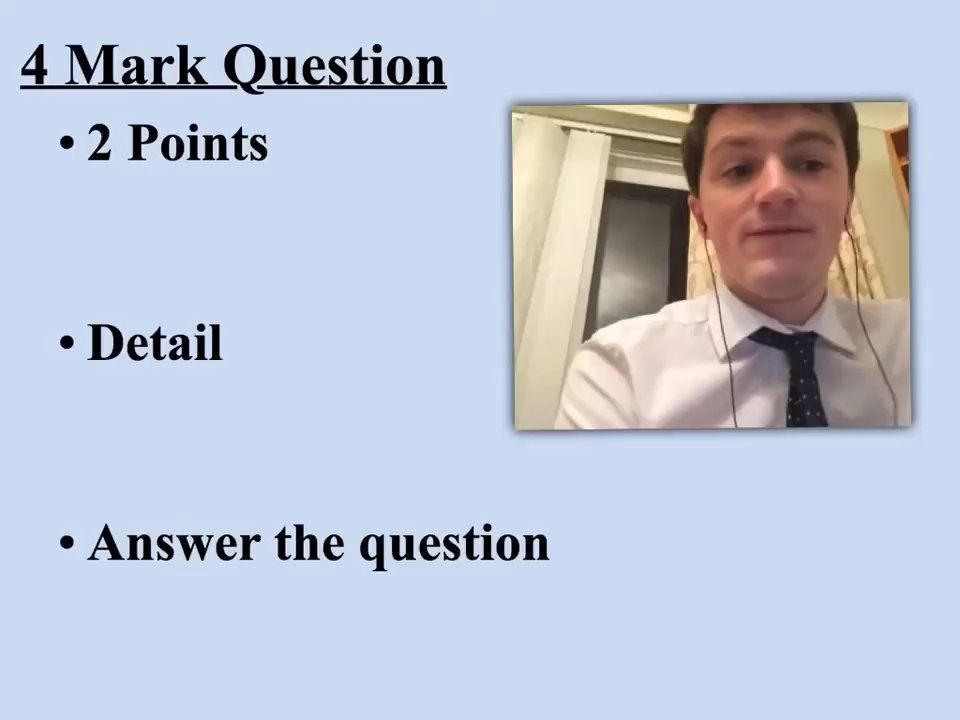 4 Mark Question
• 2 Points
• Detail
• Answer the question